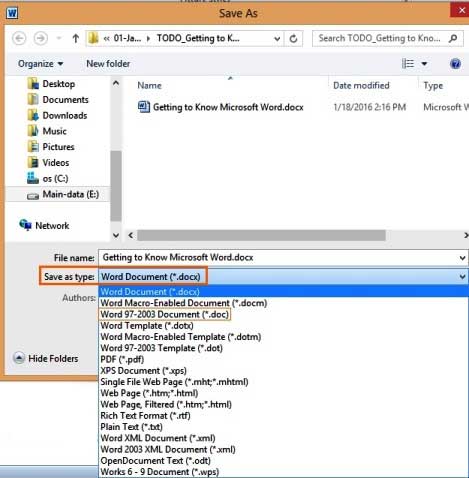 Save As
« 01-Ja... ▸ TODO_Getting to K...
Search TODO_Getting to Know...
Organize
New folder
Name
Date modified
Type
Desktop
Documents
Downloads
Music
Pictures
Videos
os (C:)
Main-data (E:)
Network
Getting to Know Microsoft Word.docx
1/18/2016 2:16 PM
Microsoft W
File name:
Getting to Know Microsoft Word.docx
Save as type:
Word Document (*.docx)
Authors:
Word Document (*.docx)
Word Macro-Enabled Document (*.docm)
Word 97-2003 Document (*.doc)
Word Template (*.dotx)
Word Macro-Enabled Template (*.dotm)
Word 97-2003 Template (*.dot)
PDF (*.pdf)
XPS Document (*.xps)
Single File Web Page (*.mht;*.mhtml)
Web Page (*.htm;*.html)
Web Page, Filtered (*.htm;*.html)
Rich Text Format (*.rtf)
Plain Text (*.txt)
Word XML Document (*.xml)
Word 2003 XML Document (*.xml)
OpenDocument Text (*.odt)
Works 6 - 9 Document (*.wps)
Hide Folders